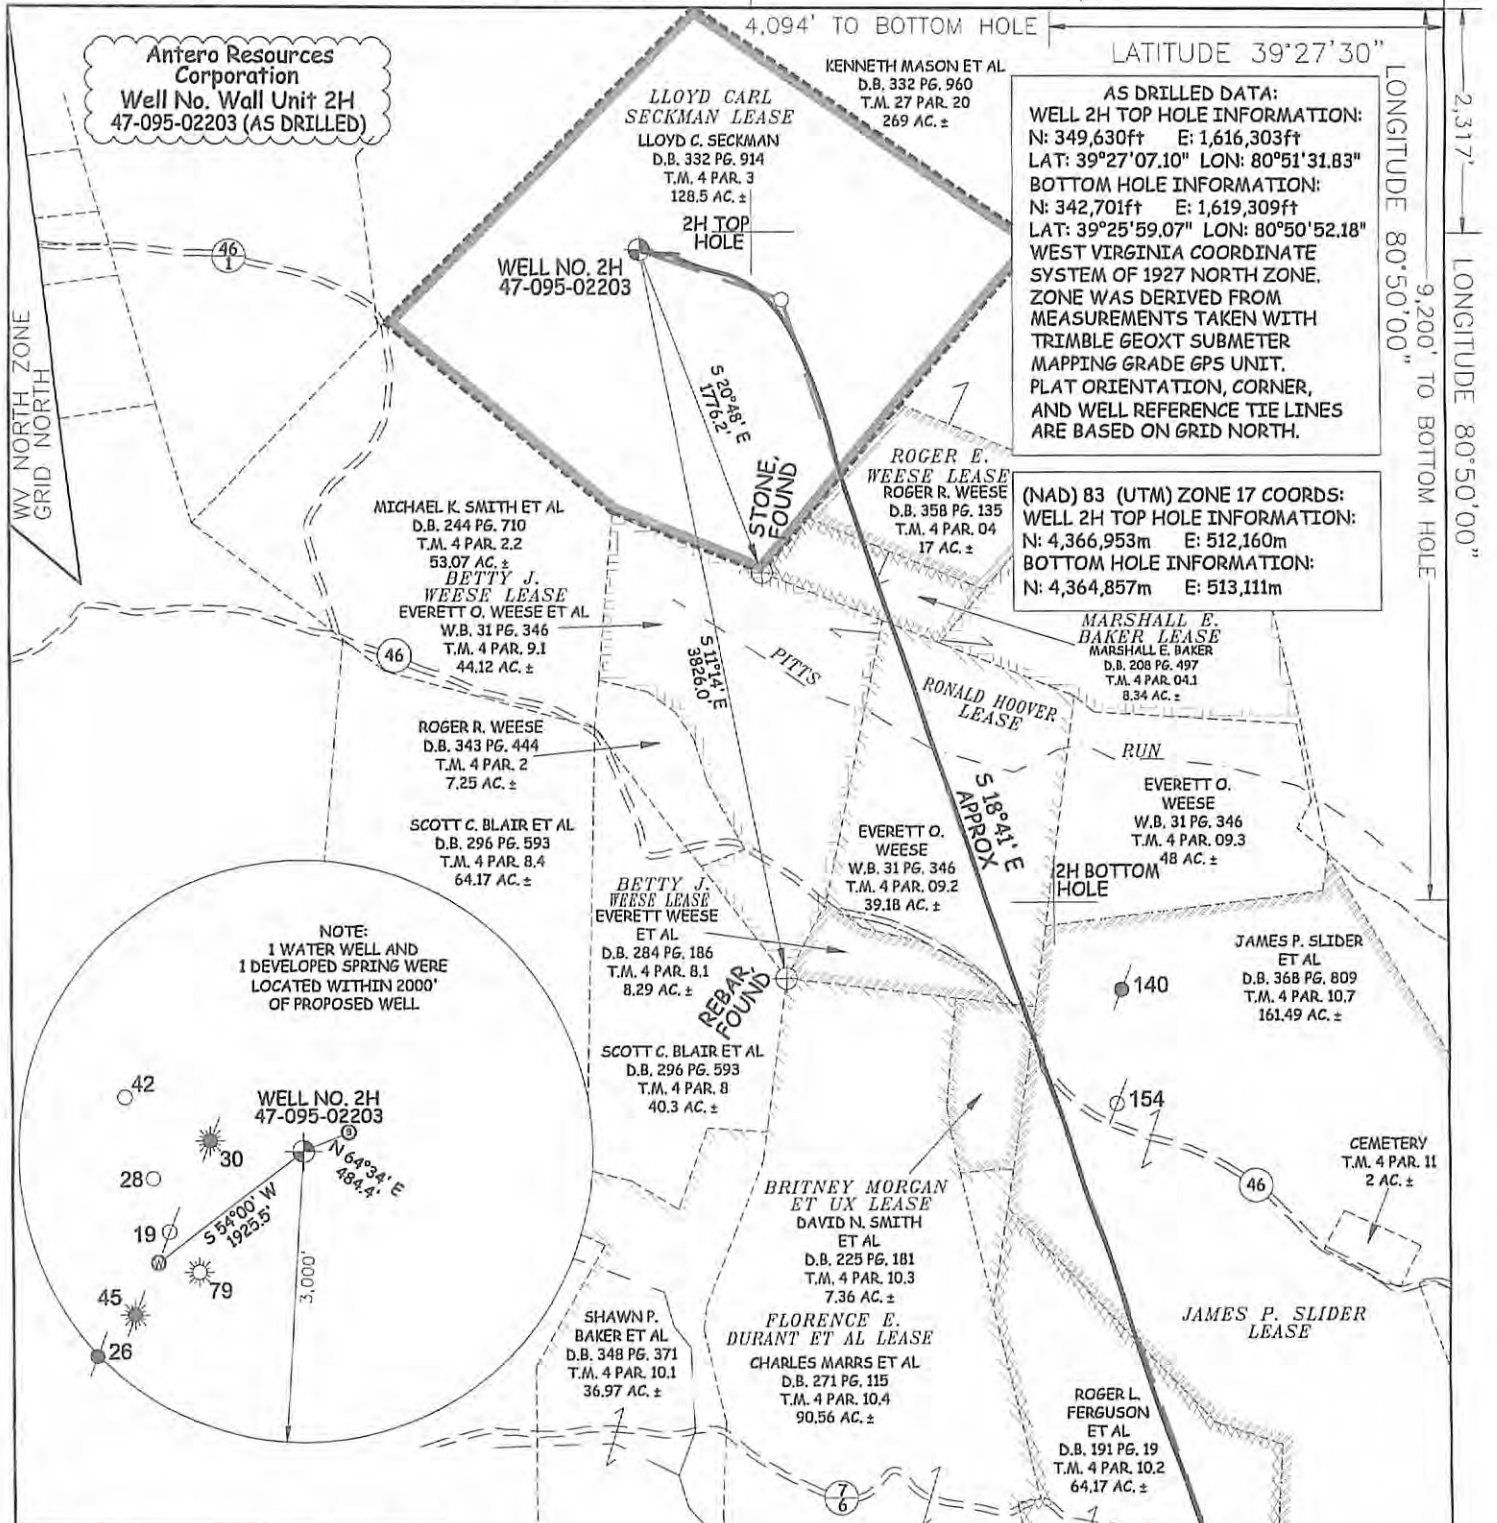 4,094' TO BOTTOM HOLE
LATITUDE 39°27'30"
2,317'
LONGITUDE 80°50'00"
LONGITUDE 80°50'00"
9,200' TO BOTTOM HOLE
Antero Resources
Corporation
Well No. Wall Unit 2H
47-095-02203 (AS DRILLED)
KENNETH MASON ET AL
D.B. 332 PG. 960
T.M. 27 PAR. 20
269 AC. ±
LLOYD CARL
SECKMAN LEASE
LLOYD C. SECKMAN
D.B. 332 PG. 914
T.M. 4 PAR. 3
128.5 AC. ±
2H TOP
HOLE
WELL NO. 2H
47-095-02203
AS DRILLED DATA:
WELL 2H TOP HOLE INFORMATION:
N: 349,630ft E: 1,616,303ft
LAT: 39°27'07.10" LON: 80°51'31.83"
BOTTOM HOLE INFORMATION:
N: 342,701ft E: 1,619,309ft
LAT: 39°25'59.07" LON: 80°50'52.18"
WEST VIRGINIA COORDINATE
SYSTEM OF 1927 NORTH ZONE.
ZONE WAS DERIVED FROM
MEASUREMENTS TAKEN WITH
TRIMBLE GEOXT SUBMETER
MAPPING GRADE GPS UNIT.
PLAT ORIENTATION, CORNER,
AND WELL REFERENCE TIE LINES
ARE BASED ON GRID NORTH.
(NAD) 83 (UTM) ZONE 17 COORDS:
WELL 2H TOP HOLE INFORMATION:
N: 4,366,953m E: 512,160m
BOTTOM HOLE INFORMATION:
N: 4,364,857m E: 513,111m
46
1
WV NORTH ZONE
GRID NORTH
S 20°48' E
1776.2'
STONE,
FOUND
ROGER E.
WEESE LEASE
ROGER R. WEESE
D.B. 358 PG. 135
T.M. 4 PAR. 04
17 AC. ±
MICHAEL K. SMITH ET AL
D.B. 244 PG. 710
T.M. 4 PAR. 2.2
53.07 AC. ±
BETTY J.
WEESE LEASE
EVERETT O. WEESE ET AL
W.B. 31 PG. 346
T.M. 4 PAR. 9.1
44.12 AC. ±
MARSHALL E.
BAKER LEASE
MARSHALL E. BAKER
D.B. 208 PG. 497
T.M. 4 PAR. 04.1
8.34 AC. ±
46
S 11°14' E
3826.0'
PITTS
RUN
RONALD HOOVER
LEASE
ROGER R. WEESE
D.B. 343 PG. 444
T.M. 4 PAR. 2
7.25 AC. ±
S 18°41' E
APPROX
EVERETT O.
WEESE
W.B. 31 PG. 346
T.M. 4 PAR. 09.3
48 AC. ±
SCOTT C. BLAIR ET AL
D.B. 296 PG. 593
T.M. 4 PAR. 8.4
64.17 AC. ±
EVERETT O.
WEESE
W.B. 31 PG. 346
T.M. 4 PAR. 09.2
39.18 AC. ±
2H BOTTOM
HOLE
BETTY J.
WEESE LEASE
EVERETT WEESE
ET AL
D.B. 284 PG. 186
T.M. 4 PAR. 8.1
8.29 AC. ±
REBAR,
FOUND
JAMES P. SLIDER
ET AL
D.B. 368 PG. 809
T.M. 4 PAR. 10.7
161.49 AC. ±
140
154
NOTE:
1 WATER WELL AND
1 DEVELOPED SPRING WERE
LOCATED WITHIN 2000'
OF PROPOSED WELL
SCOTT C. BLAIR ET AL
D.B. 296 PG. 593
T.M. 4 PAR. 8
40.3 AC. ±
42
WELL NO. 2H
47-095-02203
30
28
N 64°34' E
484.4'
S 54°00' W
1925.5'
19
W
79
45
26
3,000'
CEMETERY
T.M. 4 PAR. 11
2 AC. ±
46
BRITNEY MORGAN
ET UX LEASE
DAVID N. SMITH
ET AL
D.B. 225 PG. 181
T.M. 4 PAR. 10.3
7.36 AC. ±
FLORENCE E.
DURANT ET AL LEASE
CHARLES MARRS ET AL
D.B. 271 PG. 115
T.M. 4 PAR. 10.4
90.56 AC. ±
SHAWN P.
BAKER ET AL
D.B. 348 PG. 371
T.M. 4 PAR. 10.1
36.97 AC. ±
JAMES P. SLIDER
LEASE
ROGER L.
FERGUSON
ET AL
D.B. 191 PG. 19
T.M. 4 PAR. 10.2
64.17 AC. ±
7
6